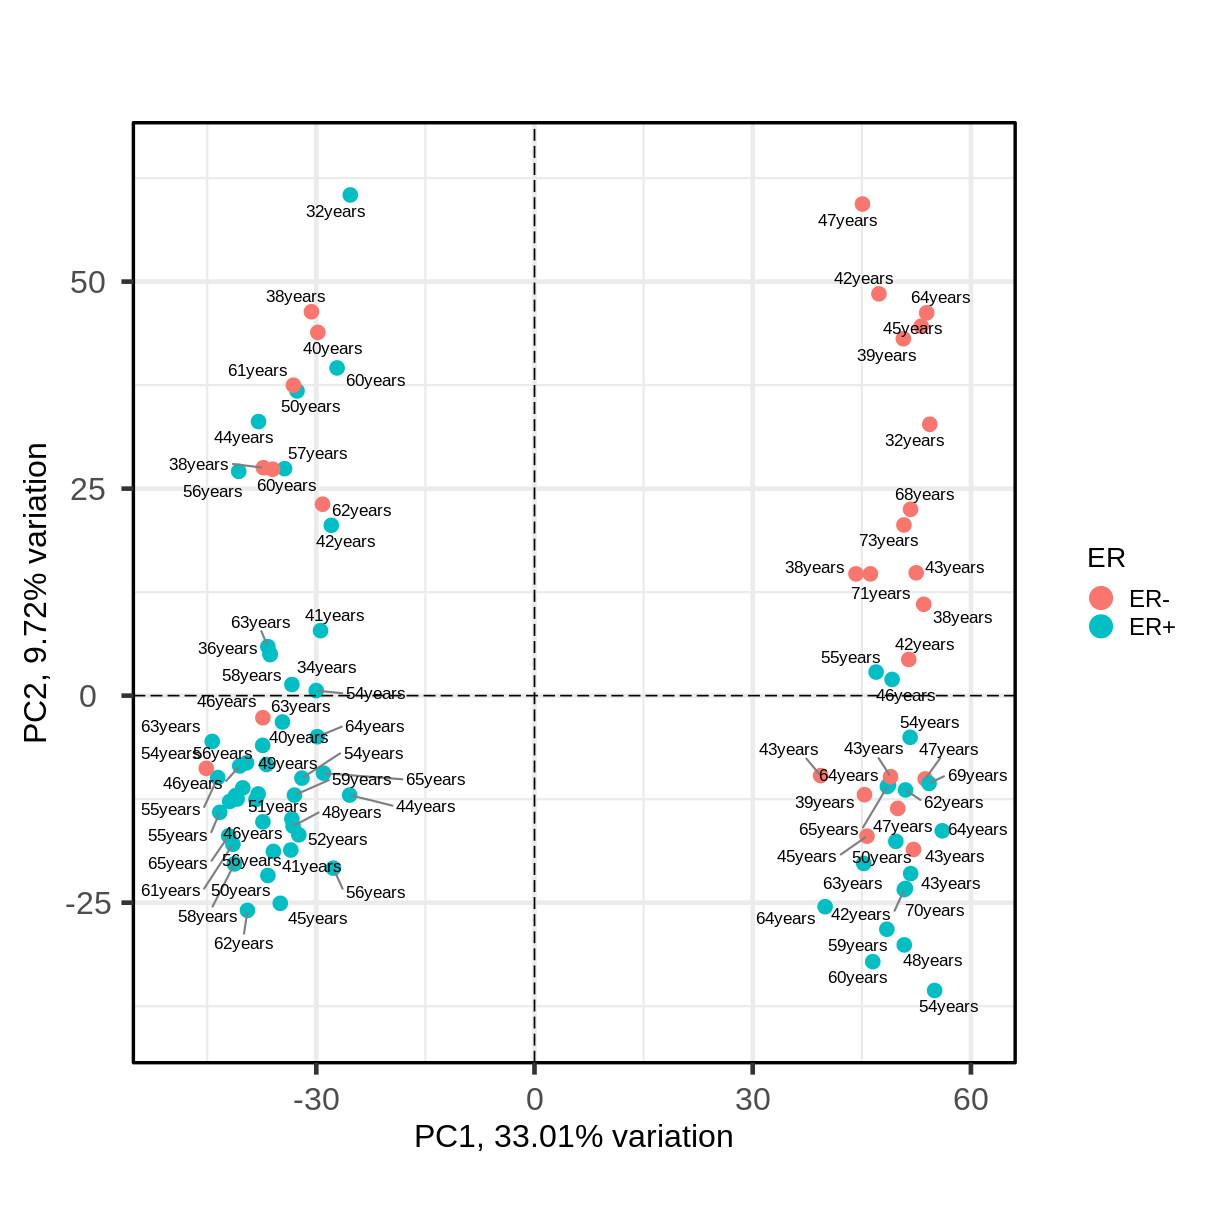 32years
47years
42years
50
38years
64years
45years
40years
39years
61years
60years
50years
44years
32years
57years
38years
25
60years
56years
68years
62years
42years
73years
38years
43years
71years
ER
ER-
ER+
41years
38years
63years
36years
42years
34years
55years
58years
0
54years
46years
46years
63years
63years
64years
54years
40years
54years
56years
54years
43years
43years
47years
49years
46years
59years
65years
64years
69years
51years
44years
39years
62years
55years
48years
55years
46years
52years
65years
47years
64years
65years
56years
41years
45years
50years
43years
61years
50years
56years
63years
43years
-25
58years
45years
64years
42years
70years
62years
59years
48years
60years
54years
PC2, 9.72% variation
-30
0
30
60
PC1, 33.01% variation